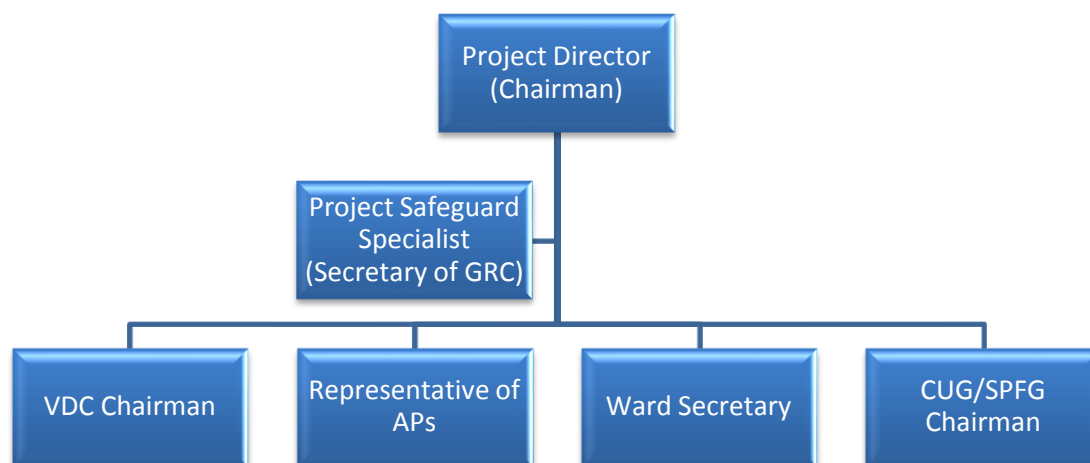 Project Director
(Chairman)
Project Safeguard
Specialist
(Secretary of GRC)
VDC Chairman
Representative of
APs
Ward Secretary
CUG/SPFG
Chairman